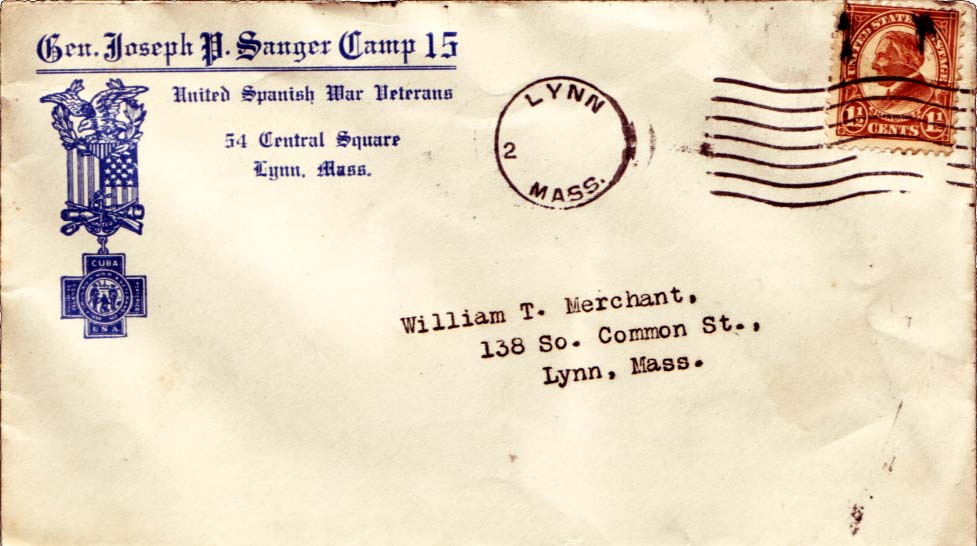 Gen. Joseph P. Sanger Camp 15
United Spanish War Veterans
54 Central Square
Lynn, Mass.
CUBA
USA
LYNN
2
MASS.
UNITED STATES POSTAGE
1½ CENTS 1½
William T. Merchant,
138 So. Common St.,
Lynn, Mass.